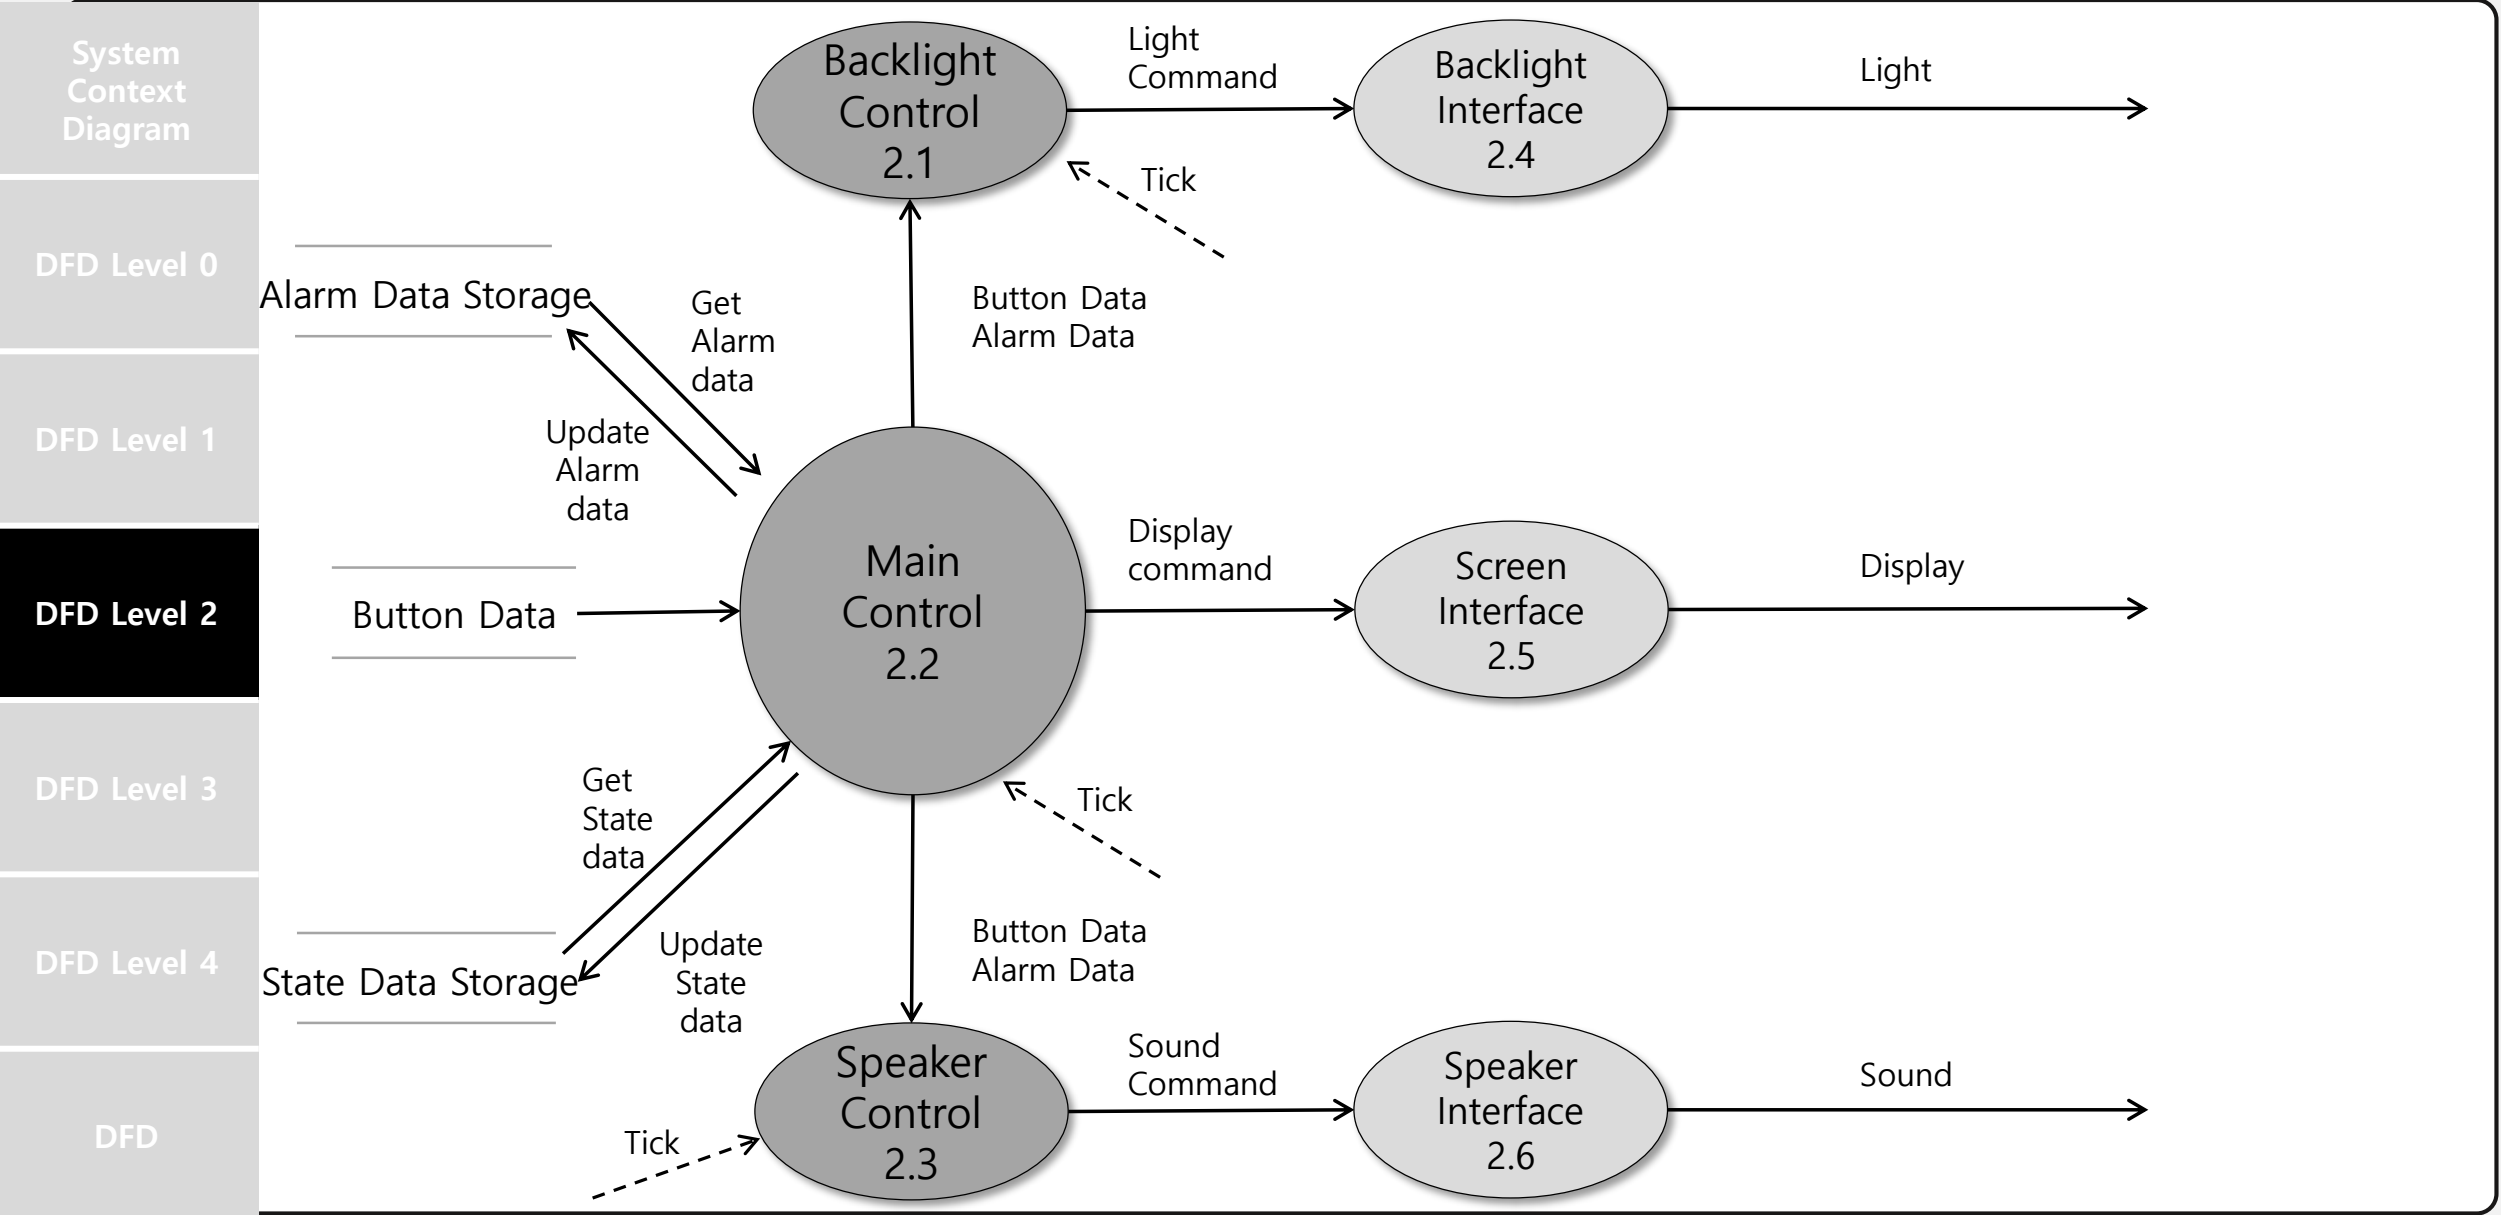 System
Context
Diagram
DFD Level 0
DFD Level 1
DFD Level 2
DFD Level 3
DFD Level 4
DFD
Backlight
Control
2.1
Light
Command
Backlight
Interface
2.4
Light
Tick
Alarm Data Storage
Get
Alarm
data
Button Data
Alarm Data
Update
Alarm
data
Button Data
Main
Control
2.2
Display
command
Screen
Interface
2.5
Display
Get
State
data
Tick
State Data Storage
Update
State
data
Button Data
Alarm Data
Speaker
Control
2.3
Sound
Command
Speaker
Interface
2.6
Sound
Tick